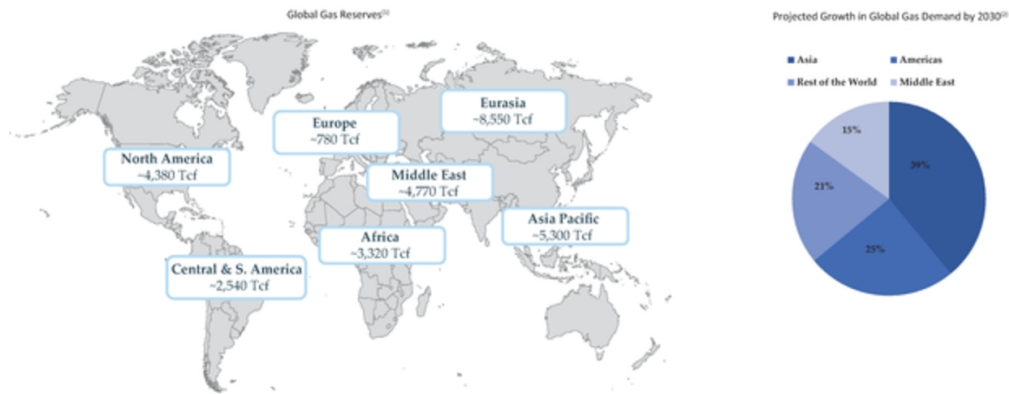 Global Gas Reserves(1)
Europe
~780 Tcf
Eurasia
~8,550 Tcf
North America
~4,380 Tcf
Middle East
~4,770 Tcf
Asia Pacific
~5,300 Tcf
Africa
~3,320 Tcf
Central & S. America
~2,540 Tcf
Projected Growth in Global Gas Demand by 2030(2)
Asia
Americas
Rest of the World
Middle East
15%
39%
21%
25%